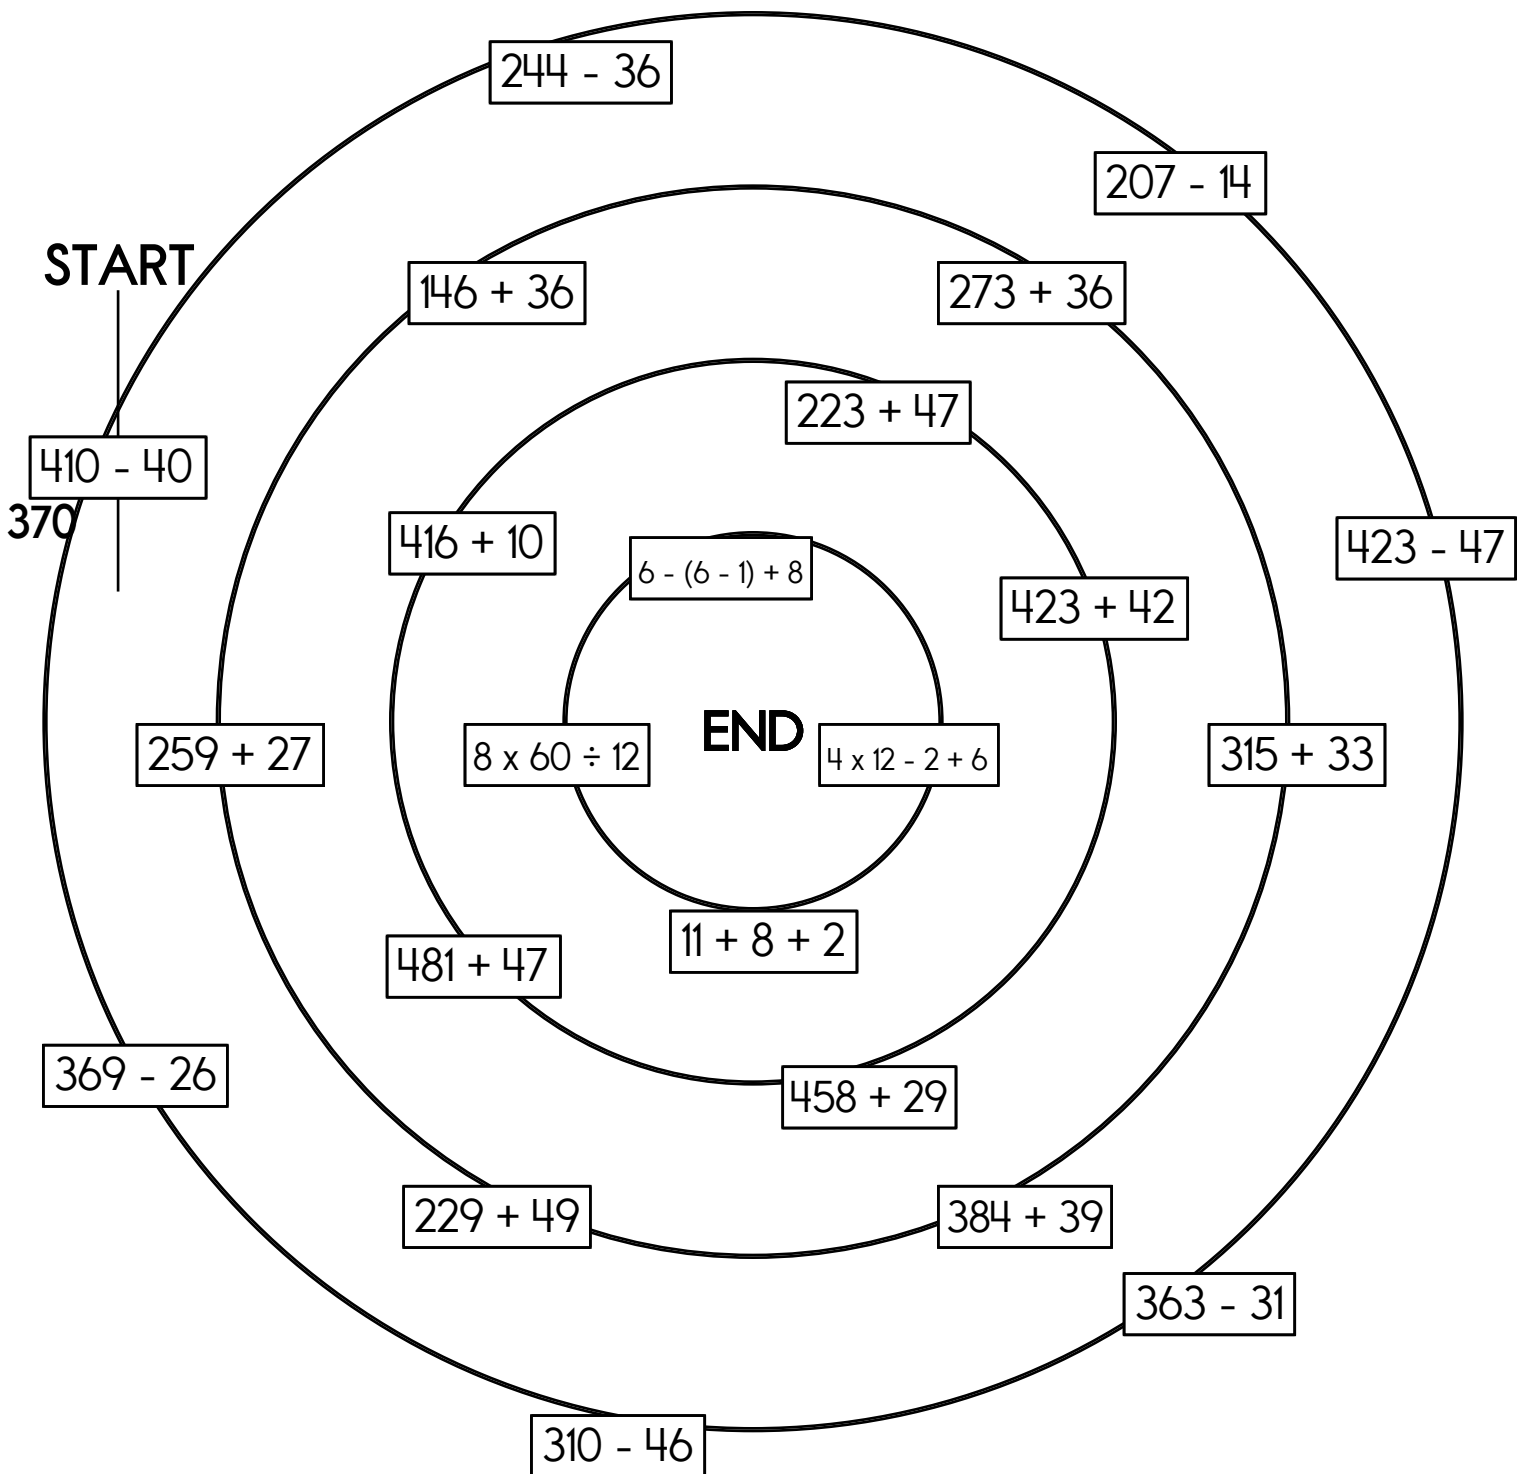 244 - 36
207 - 14
START
146 + 36
273 + 36
223 + 47
410 - 40
370
416 + 10
423 - 47
6 - (6 - 1) + 8
423 + 42
END
259 + 27
8 x 60 ÷ 12
4 x 12 - 2 + 6
315 + 33
11 + 8 + 2
481 + 47
369 - 26
458 + 29
229 + 49
384 + 39
363 - 31
310 - 46